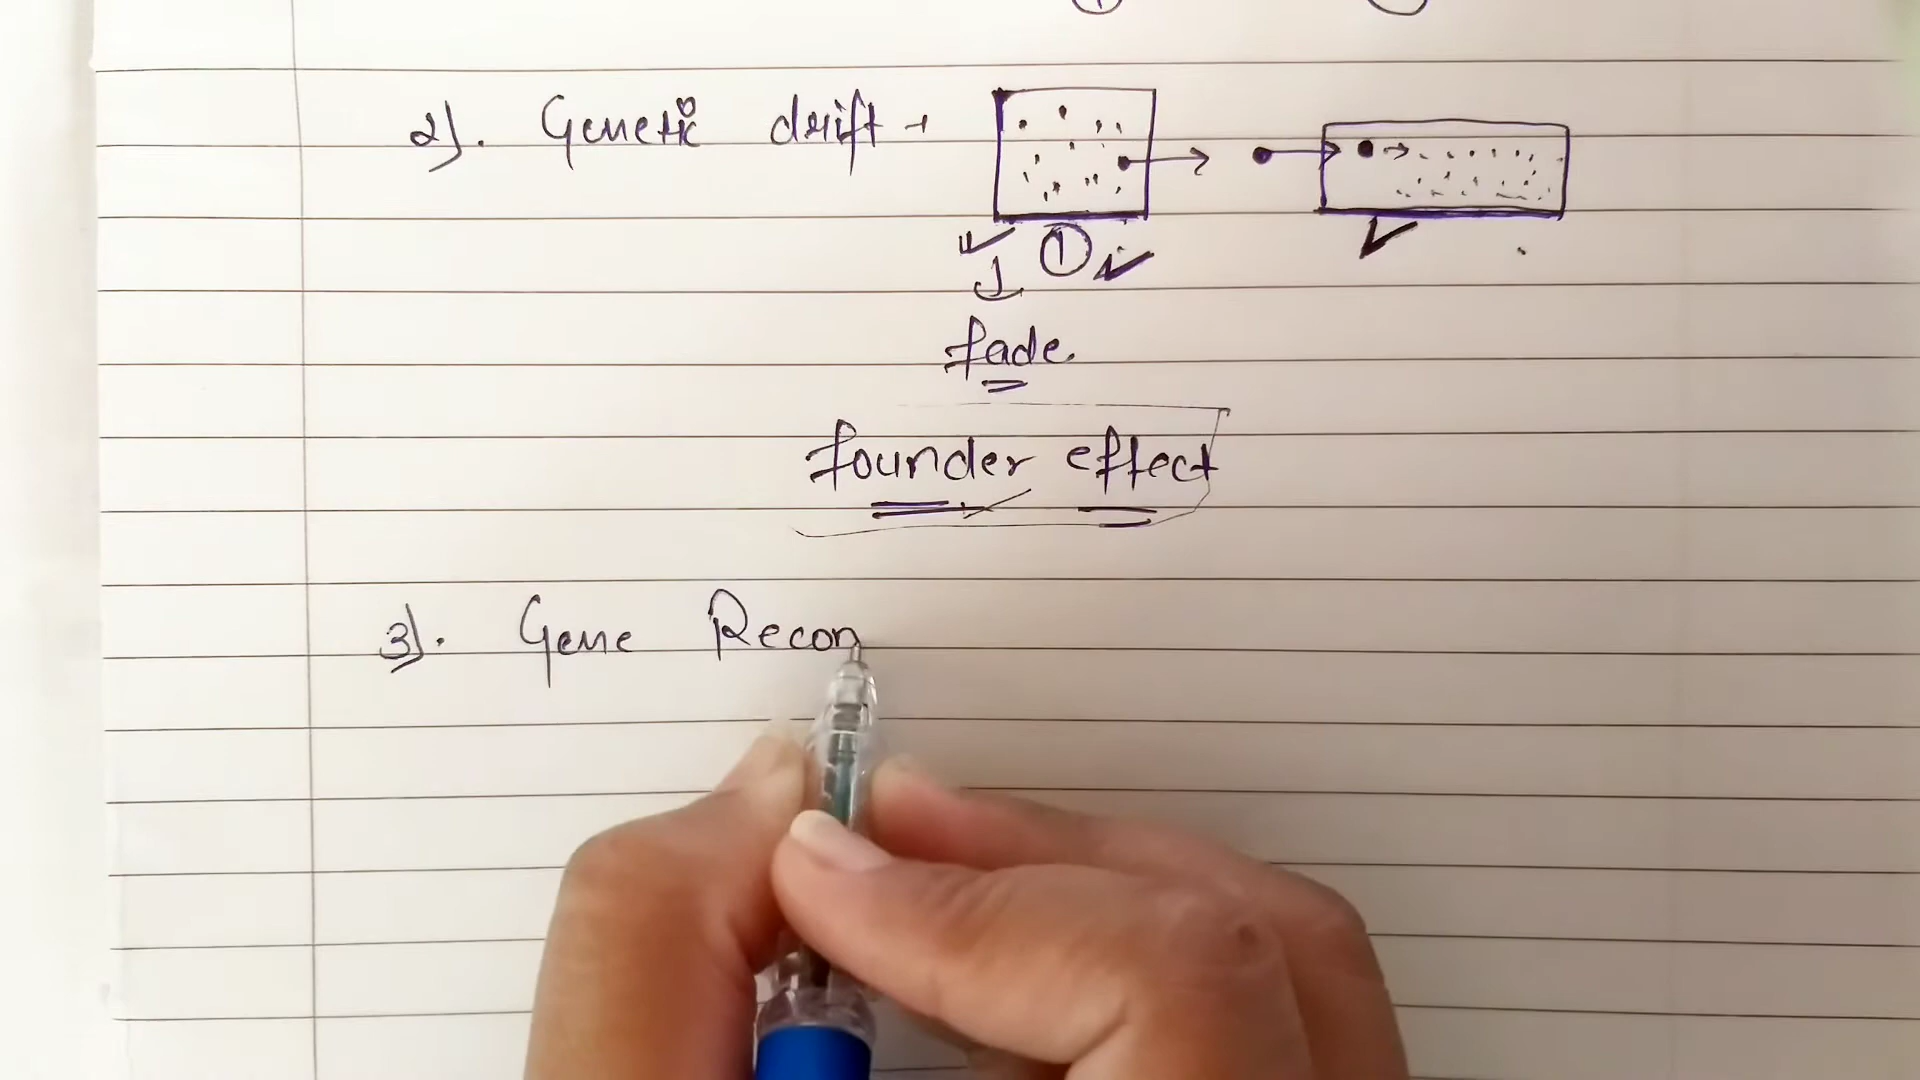 2). Genetic drift →
①
fade
founder effect
3). Gene Recon